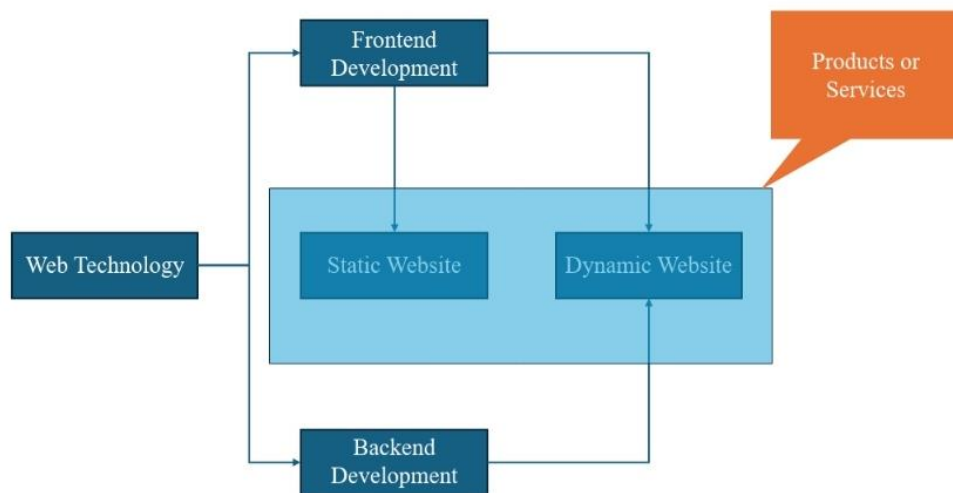 Frontend
Development
Products or
Services
Web Technology
Static Website
Dynamic Website
Backend
Development